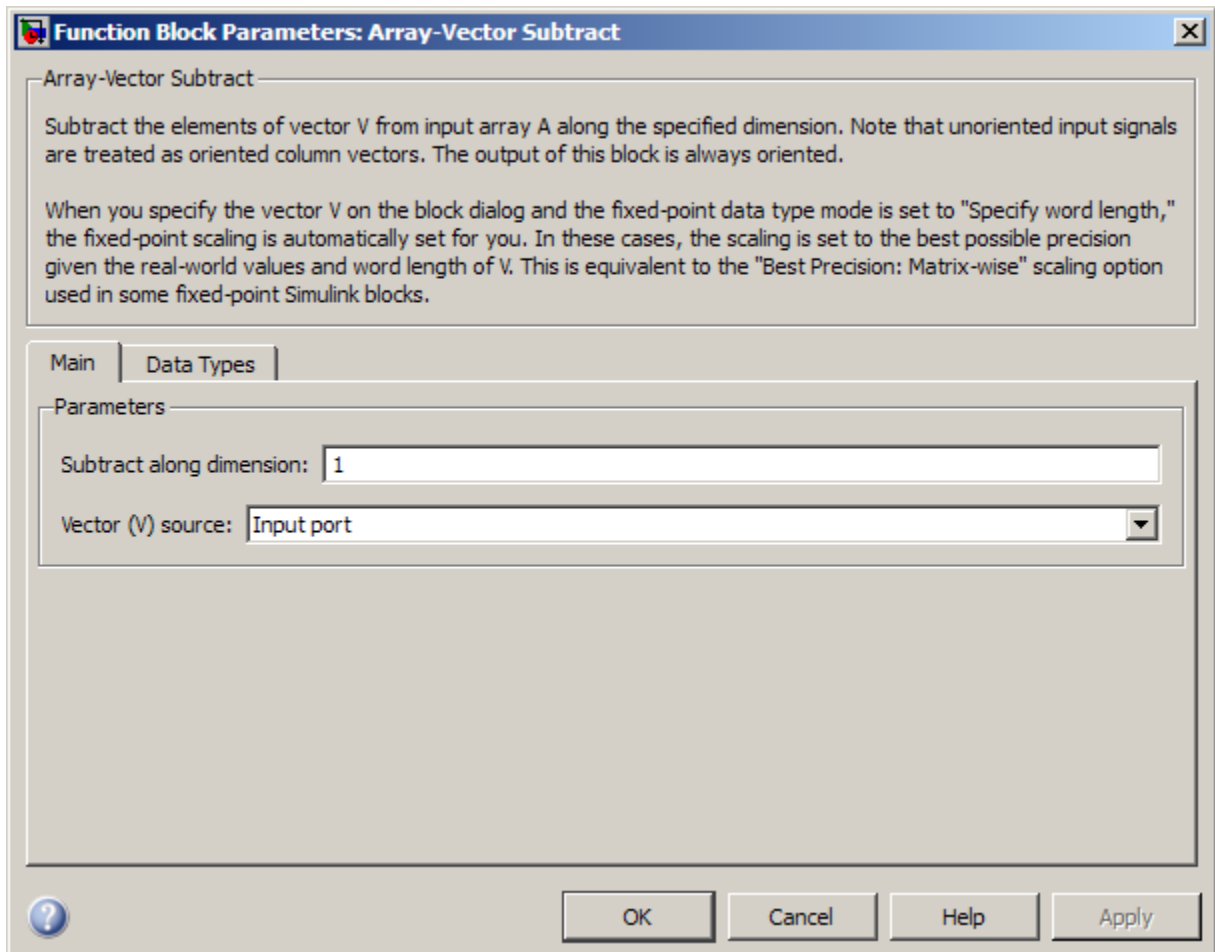 Function Block Parameters: Array-Vector Subtract
Array-Vector Subtract
Subtract the elements of vector V from input array A along the specified dimension. Note that unoriented input signals
are treated as oriented column vectors. The output of this block is always oriented.
When you specify the vector V on the block dialog and the fixed-point data type mode is set to "Specify word length,"
the fixed-point scaling is automatically set for you. In these cases, the scaling is set to the best possible precision
given the real-world values and word length of V. This is equivalent to the "Best Precision: Matrix-wise" scaling option
used in some fixed-point Simulink blocks.
Main Data Types
Parameters
Subtract along dimension: 1
Vector (V) source: Input port
? OK Cancel Help Apply